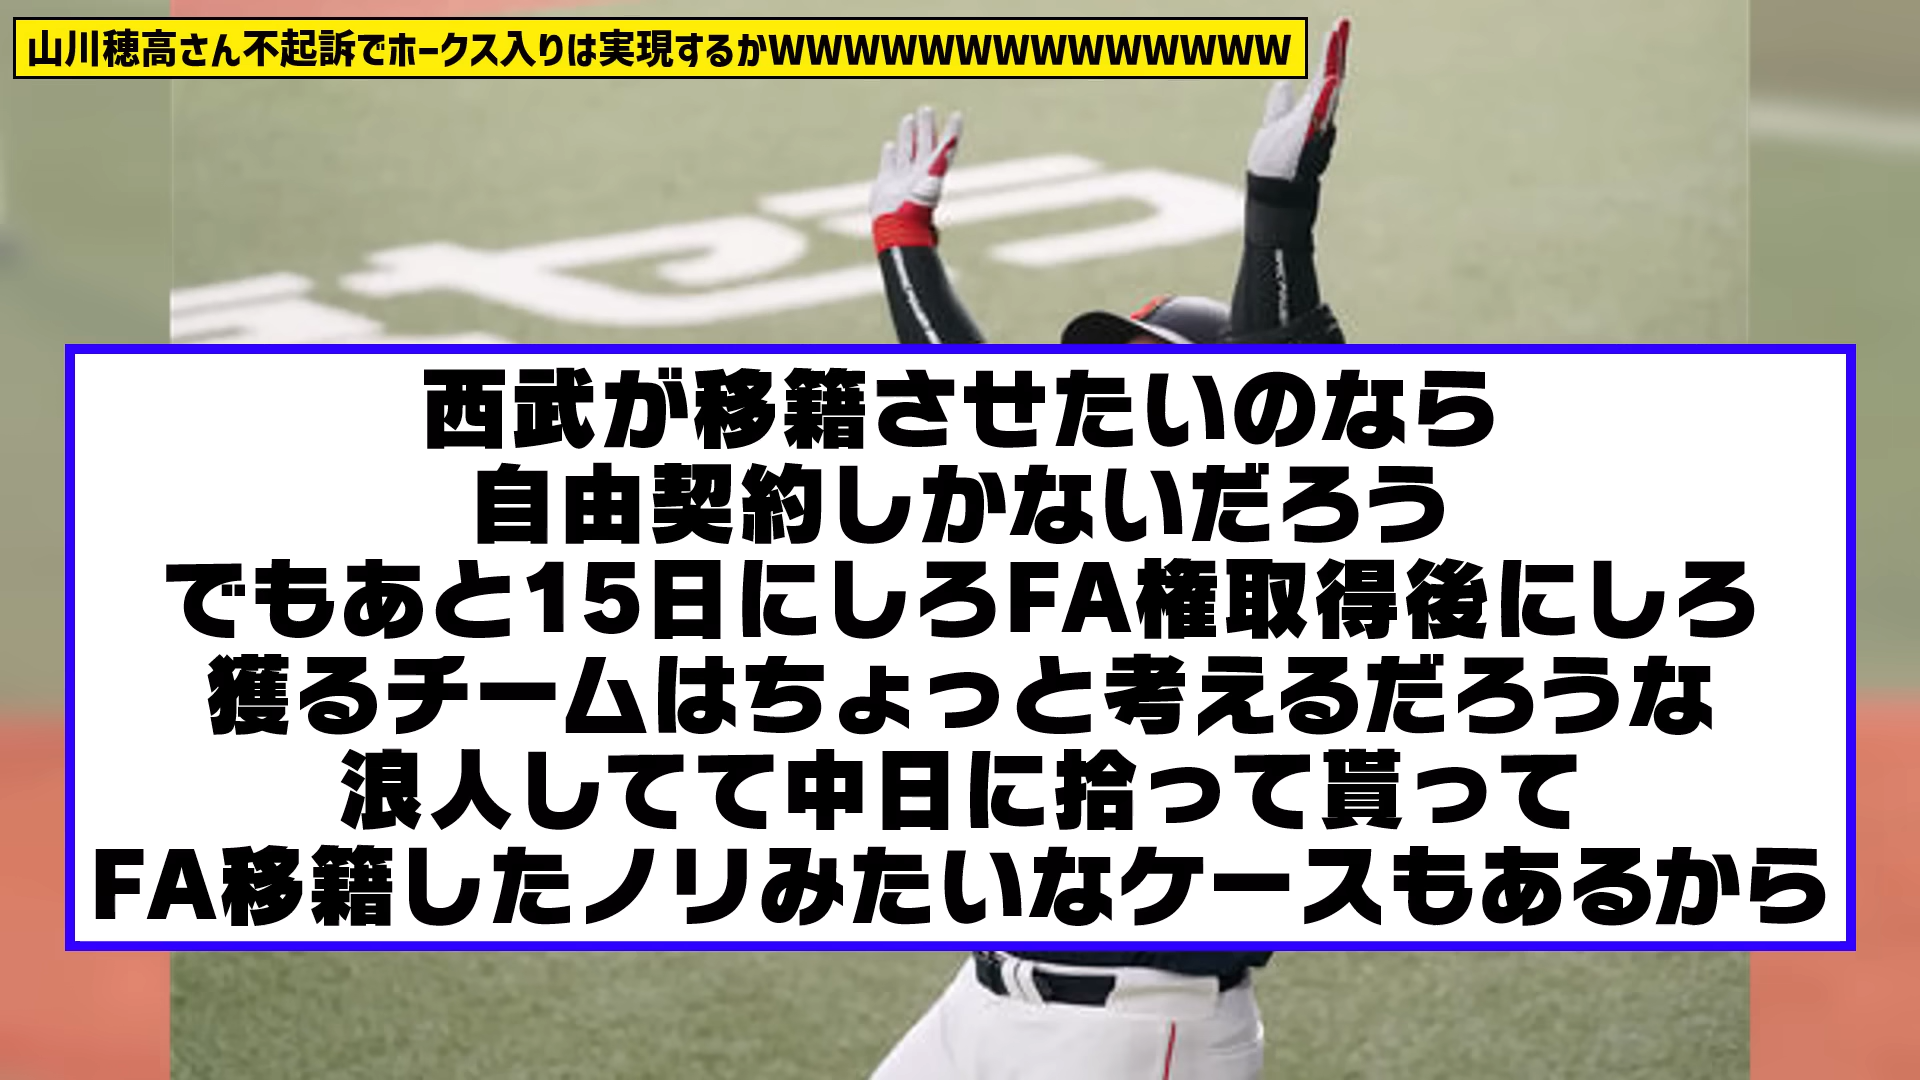 山川穂高さん不起訴でホークス入りは実現するかWWWWWWWWWWWWWW
西武が移籍させたいのなら
自由契約しかないだろう
でもあと15日にしろFA権取得後にしろ
獲るチームはちょっと考えるだろうな
浪人してて中日に拾って貰って
FA移籍したノリみたいなケースもあるから